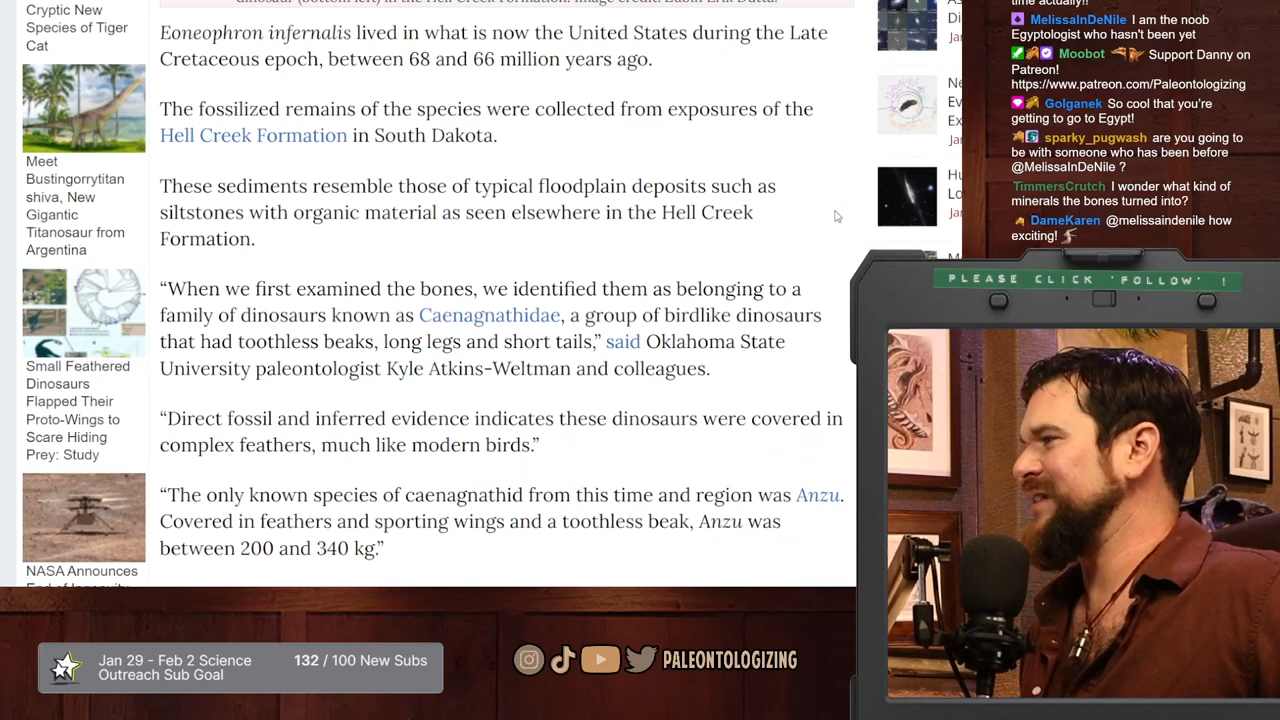 Cryptic New
Species of Tiger
Cat
Meet
Bustingorrytitan
shiva, New
Gigantic
Titanosaur from
Argentina
Small Feathered
Dinosaurs
Flapped Their
Proto-Wings to
Scare Hiding
Prey: Study
NASA Announces
Eoneophron infernalis lived in what is now the United States during the Late
Cretaceous epoch, between 68 and 66 million years ago.
The fossilized remains of the species were collected from exposures of the
Hell Creek Formation in South Dakota.
These sediments resemble those of typical floodplain deposits such as
siltstones with organic material as seen elsewhere in the Hell Creek
Formation.
“When we first examined the bones, we identified them as belonging to a
family of dinosaurs known as Caenagnathidae, a group of birdlike dinosaurs
that had toothless beaks, long legs and short tails,” said Oklahoma State
University paleontologist Kyle Atkins-Weltman and colleagues.
“Direct fossil and inferred evidence indicates these dinosaurs were covered in
complex feathers, much like modern birds.”
“The only known species of caenagnathid from this time and region was Anzu.
Covered in feathers and sporting wings and a toothless beak, Anzu was
between 200 and 340 kg.”
MelissaInDeNile I am the noob
Egyptologist who hasn't been yet
Moobot Support Danny on
Patreon!
https://www.patreon.com/Paleontologizing
Golganek So cool that you're
getting to go to Egypt!
sparky_pugwash are you going to
be with someone who has been before
@MelissaInDeNile ?
TimmersCrutch I wonder what kind of
minerals the bones turned into?
DameKaren @melissaindenile how
exciting!
PLEASE CLICK 'FOLLOW' !
Jan 29 - Feb 2 Science
Outreach Sub Goal
132 / 100 New Subs
PALEONTOLOGIZING